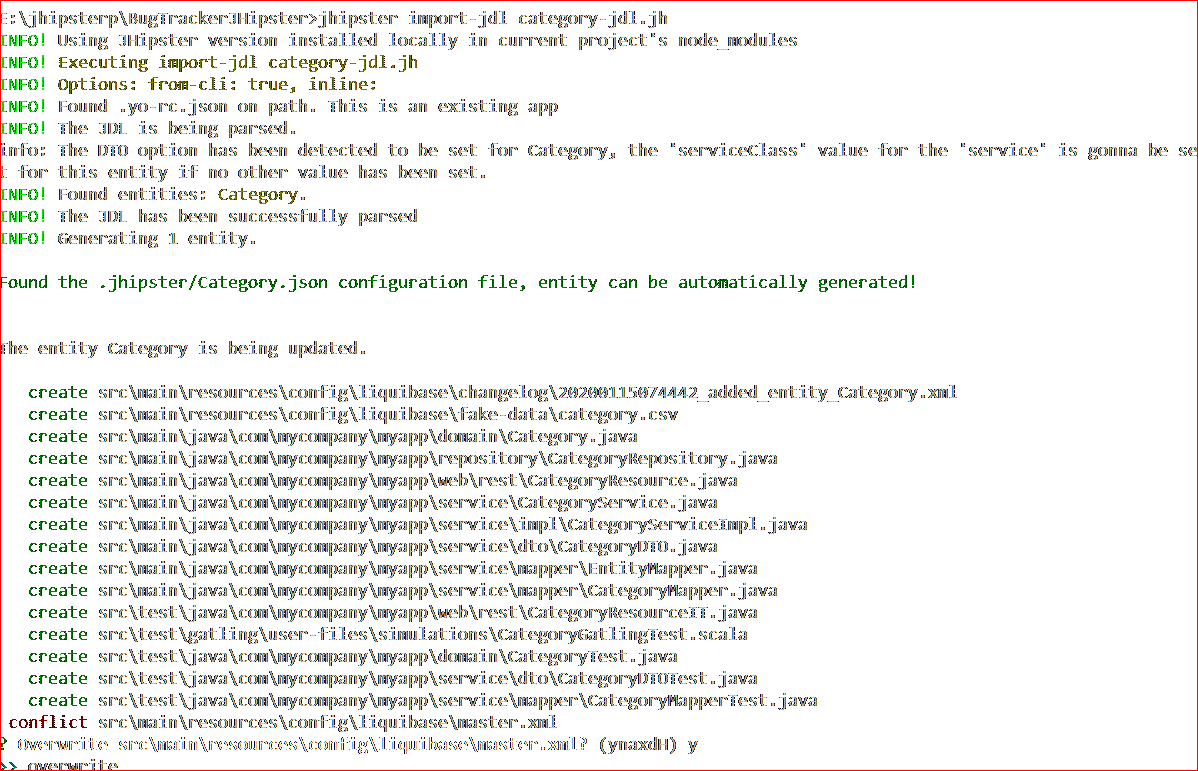 E:\jhipsterp\BugTrackerJHipster>jhipster import-jdl category-jdl.jh
INFO! Using JHipster version installed locally in current project's node_modules
INFO! Executing import-jdl category-jdl.jh
INFO! Options: from-cli: true, inline:
INFO! Found .yo-rc.json on path. This is an existing app
INFO! The JDL is being parsed.
info: The DTO option has been detected to be set for Category, the "serviceClass" value for the "service" is gonna be se
t for this entity if no other value has been set.
INFO! Found entities: Category.
INFO! The JDL has been successfully parsed
INFO! Generating 1 entity.
Found the .jhipster/Category.json configuration file, entity can be automatically generated!
The entity Category is being updated.
create src\main\resources\config\liquibase\changelog\20200115074442_added_entity_Category.xml
create src\main\resources\config\liquibase\fake-data\category.csv
create src\main\java\com\mycompany\myapp\domain\Category.java
create src\main\java\com\mycompany\myapp\repository\CategoryRepository.java
create src\main\java\com\mycompany\myapp\web\rest\CategoryResource.java
create src\main\java\com\mycompany\myapp\service\CategoryService.java
create src\main\java\com\mycompany\myapp\service\impl\CategoryServiceImpl.java
create src\main\java\com\mycompany\myapp\service\dto\CategoryDTO.java
create src\main\java\com\mycompany\myapp\service\mapper\EntityMapper.java
create src\main\java\com\mycompany\myapp\service\mapper\CategoryMapper.java
create src\test\java\com\mycompany\myapp\web\rest\CategoryResourceIT.java
create src\test\gatling\user-files\simulations\CategoryGatlingTest.scala
create src\test\java\com\mycompany\myapp\domain\CategoryTest.java
create src\test\java\com\mycompany\myapp\service\dto\CategoryDTOTest.java
create src\test\java\com\mycompany\myapp\service\mapper\CategoryMapperTest.java
conflict src\main\resources\config\liquibase\master.xml
? Overwrite src\main\resources\config\liquibase\master.xml? (ynaxdH) y
>> overwrite